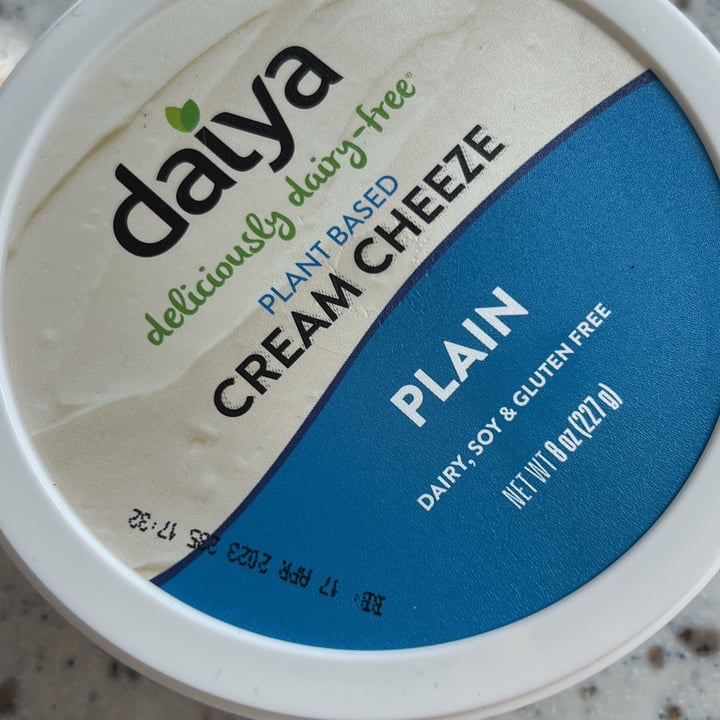 daiya
deliciously dairy-free®
PLANT BASED
CREAM CHEEZE
PLAIN
DAIRY, SOY & GLUTEN FREE
NET WT 8 oz (227 g)
BB: 17 APR 2023 285 17:32